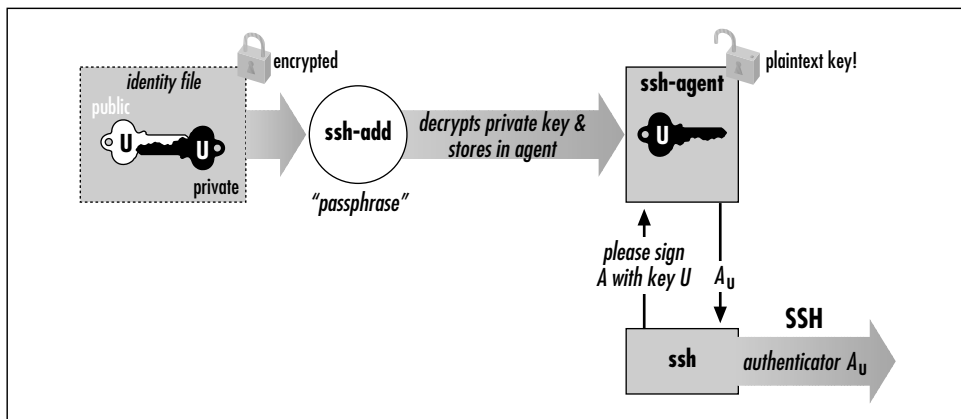 encrypted
identity file
public
U
U
private
ssh-add
"passphrase"
decrypts private key &
stores in agent
plaintext key!
ssh-agent
U
please sign
A with key U
AU
ssh
SSH
authenticator AU